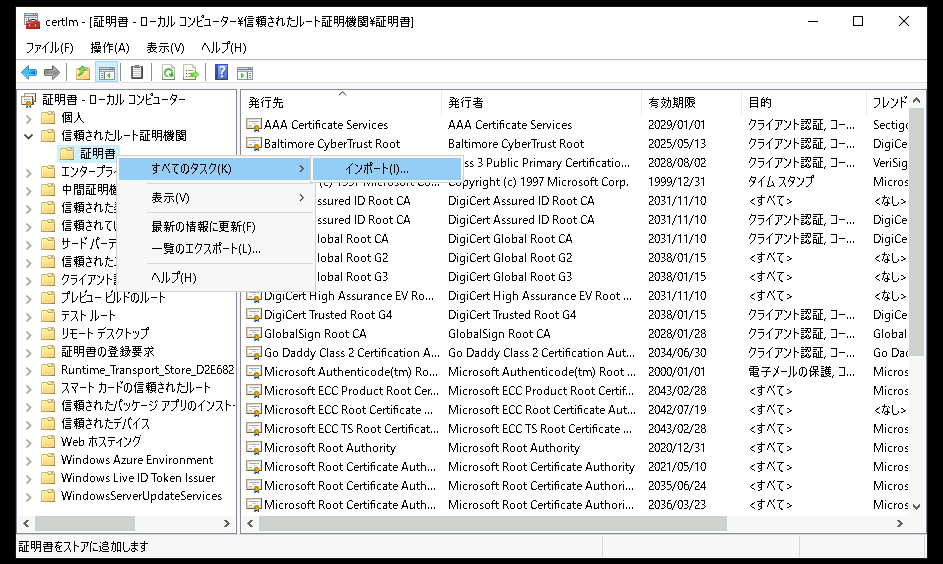 certlm - [証明書 - ローカル コンピューター¥信頼されたルート証明機関¥証明書]
ファイル(F) 操作(A) 表示(V) ヘルプ(H)
証明書 - ローカル コンピューター
個人
信頼されたルート証明機関
証明書
エンタープライ
中間証明機
信頼された
信頼されてい
サード パーテ
信頼された
クライアント
プレビュー ビルドのルート
テスト ルート
リモート デスクトップ
証明書の登録要求
Runtime_Transport_Store_D2E682
スマート カードの信頼されたルート
信頼されたパッケージ アプリのインスト
信頼されたデバイス
Web ホスティング
Windows Azure Environment
Windows Live ID Token Issuer
WindowsServerUpdateServices
すべてのタスク(K)
インポート(I)...
表示(V)
最新の情報に更新(F)
一覧のエクスポート(L)...
ヘルプ(H)
発行先 発行者 有効期限 目的 フレンド
AAA Certificate Services AAA Certificate Services 2029/01/01 クライアント認証, コー... Sectigo
Baltimore CyberTrust Root Baltimore CyberTrust Root 2025/05/13 クライアント認証, コー... DigiCe
ss 3 Public Primary Certificatio... 2028/08/02 クライアント認証, コー... VeriSig
(c) 1997 Microsoft C... Copyright (c) 1997 Microsoft Corp. 1999/12/31 タイム スタンプ Micros
Assured ID Root CA DigiCert Assured ID Root CA 2031/11/10 <すべて> <なし>
Assured ID Root CA DigiCert Assured ID Root CA 2031/11/10 クライアント認証, コー... DigiCe
lobal Root CA DigiCert Global Root CA 2031/11/10 クライアント認証, コー... DigiCe
lobal Root G2 DigiCert Global Root G2 2038/01/15 <すべて> <なし>
lobal Root G3 DigiCert Global Root G3 2038/01/15 <すべて> <なし>
DigiCert High Assurance EV Ro... DigiCert High Assurance EV Root ... 2031/11/10 <すべて> <なし>
DigiCert Trusted Root G4 DigiCert Trusted Root G4 2038/01/15 クライアント認証, コー... DigiCe
GlobalSign Root CA GlobalSign Root CA 2028/01/28 クライアント認証, コー... Global
Go Daddy Class 2 Certification A... Go Daddy Class 2 Certification Aut... 2034/06/30 クライアント認証, コー... Go Dac
Microsoft Authenticode(tm) Ro... Microsoft Authenticode(tm) Root... 2000/01/01 電子メールの保護, コ... Micros
Microsoft ECC Product Root Cer... Microsoft ECC Product Root Certif... 2043/02/28 <すべて> Micros
Microsoft ECC Root Certificate ... Microsoft ECC Root Certificate Aut... 2042/07/19 <すべて> <なし>
Microsoft ECC TS Root Certificat... Microsoft ECC TS Root Certificate ... 2043/02/28 <すべて> Micros
Microsoft Root Authority Microsoft Root Authority 2020/12/31 <すべて> Micros
Microsoft Root Certificate Auth... Microsoft Root Certificate Authority 2021/05/10 <すべて> Micros
Microsoft Root Certificate Auth... Microsoft Root Certificate Authori... 2035/06/24 <すべて> Micros
Microsoft Root Certificate Auth... Microsoft Root Certificate Authori... 2036/03/23 <すべて> Micros
証明書をストアに追加します